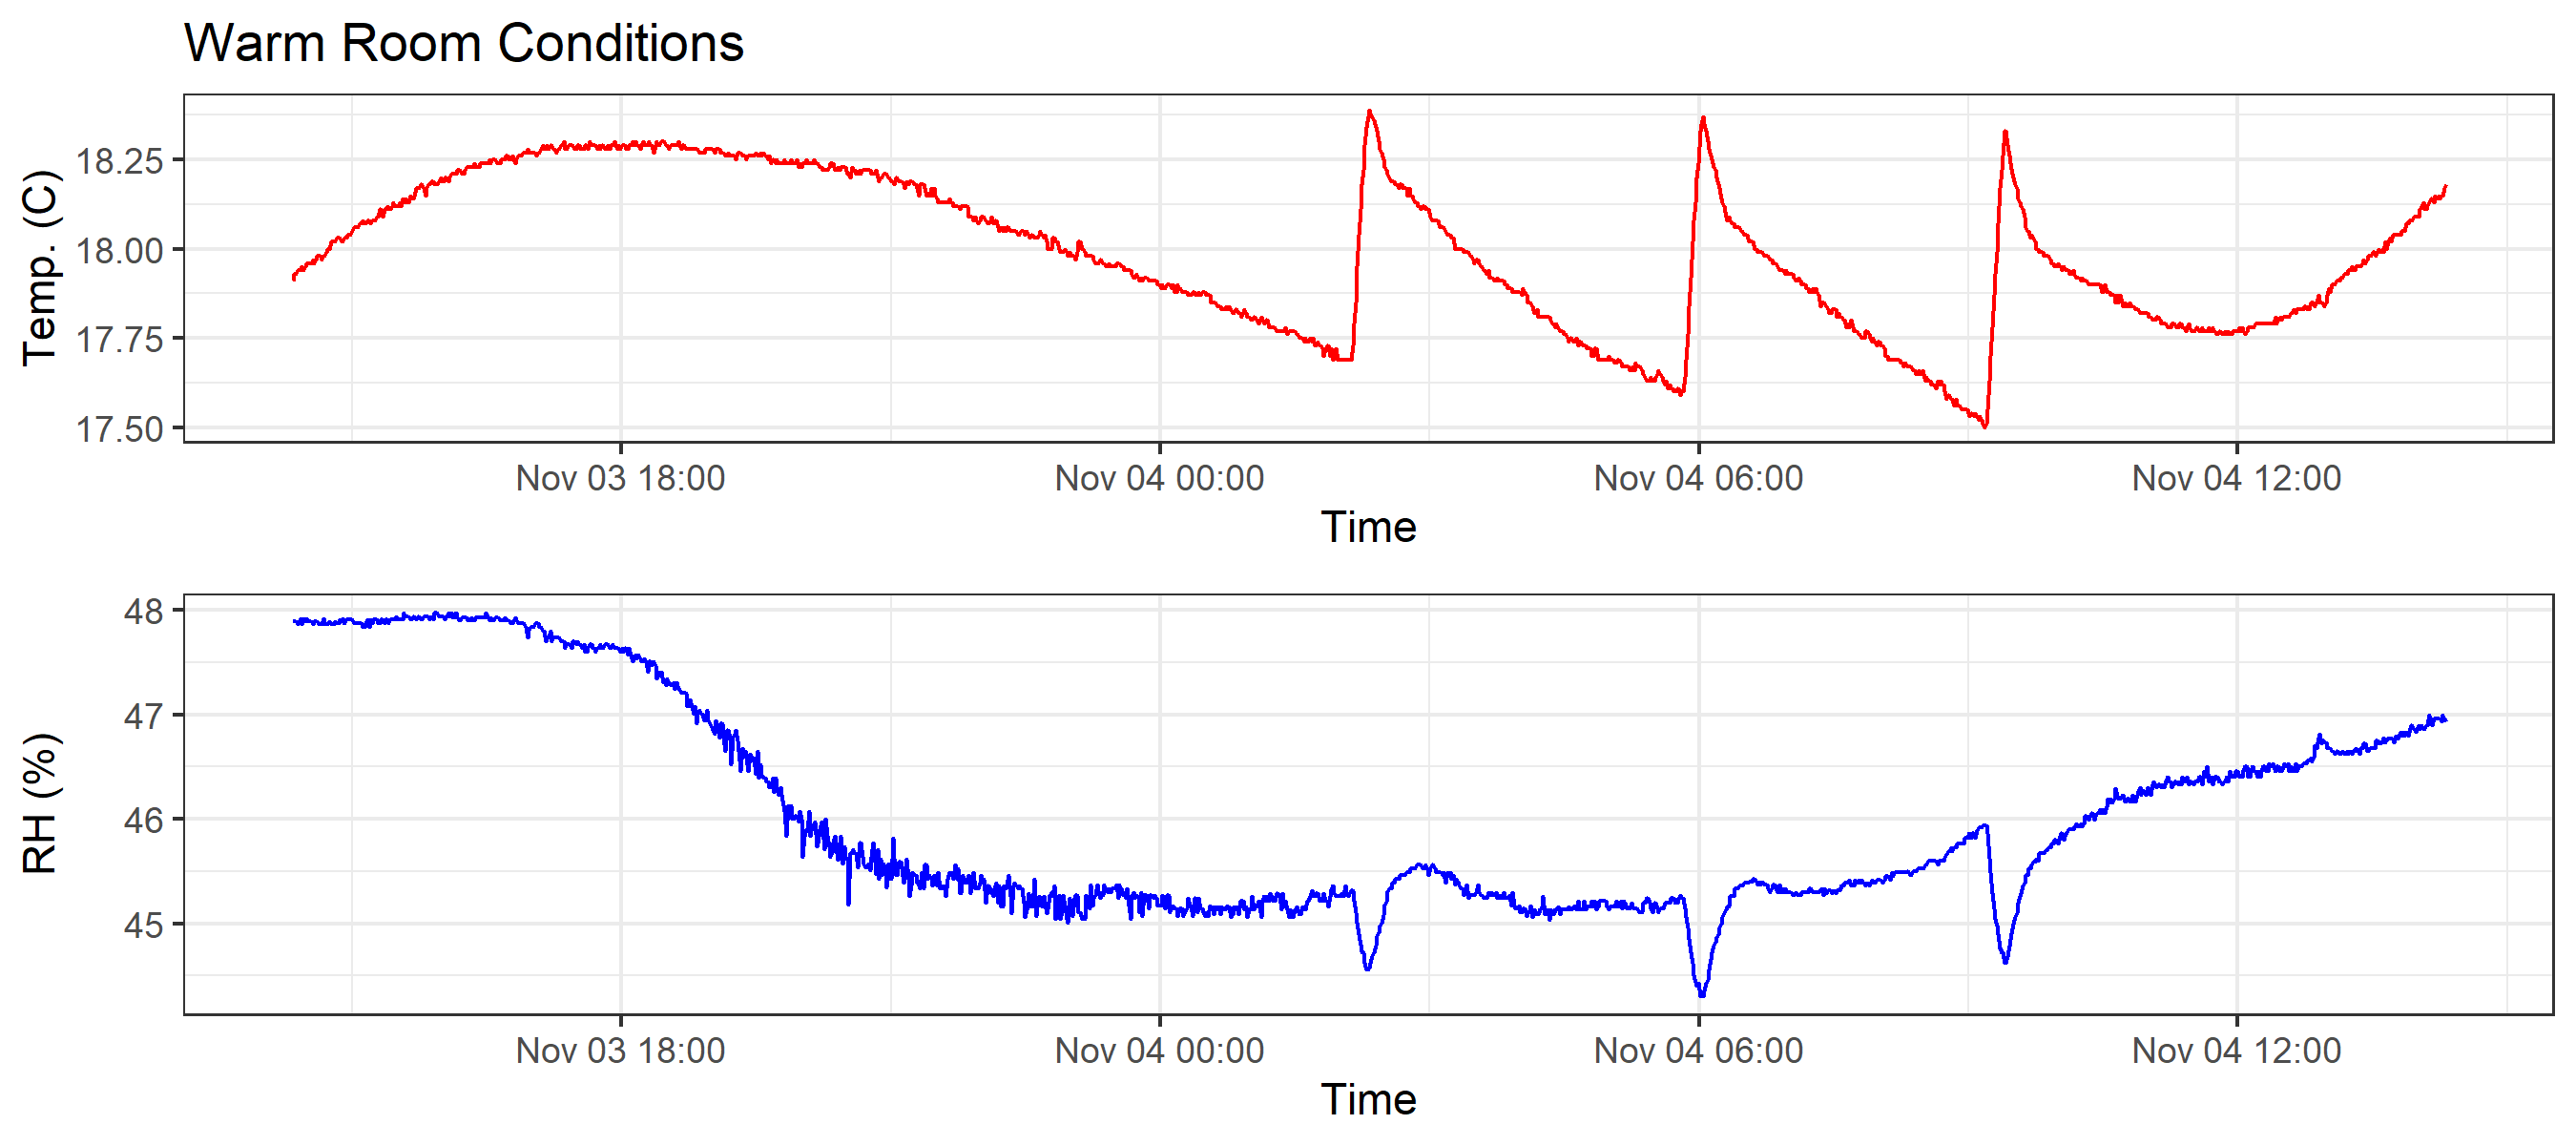 Warm Room Conditions
Temp. (C)
18.25
18.00
17.75
17.50
Nov 03 18:00 Nov 04 00:00 Nov 04 06:00 Nov 04 12:00
Time
RH (%)
48
47
46
45
Nov 03 18:00 Nov 04 00:00 Nov 04 06:00 Nov 04 12:00
Time